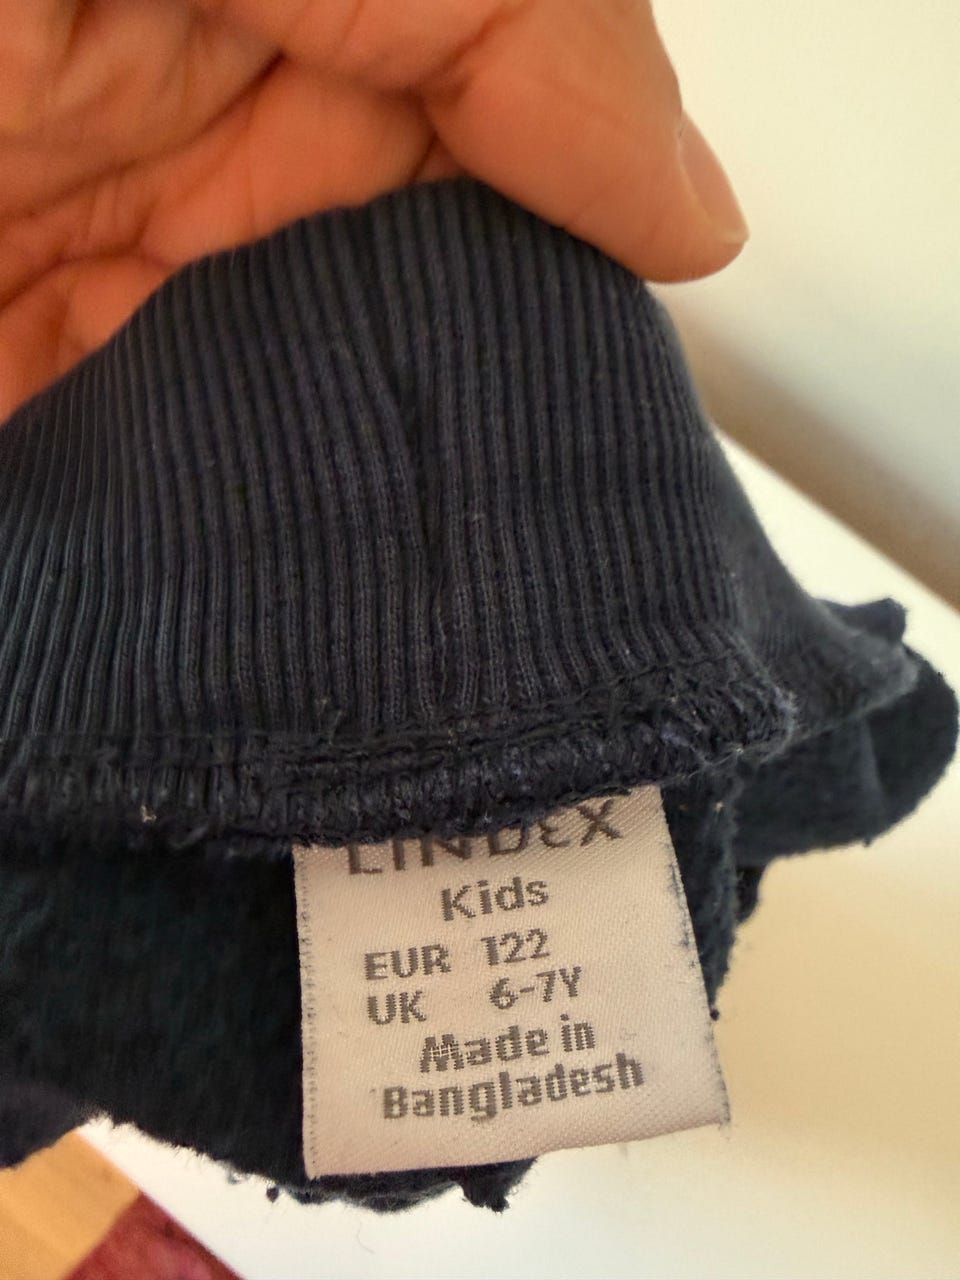 LINDEX
Kids
EUR 122
UK 6-7Y
Made in
Bangladesh